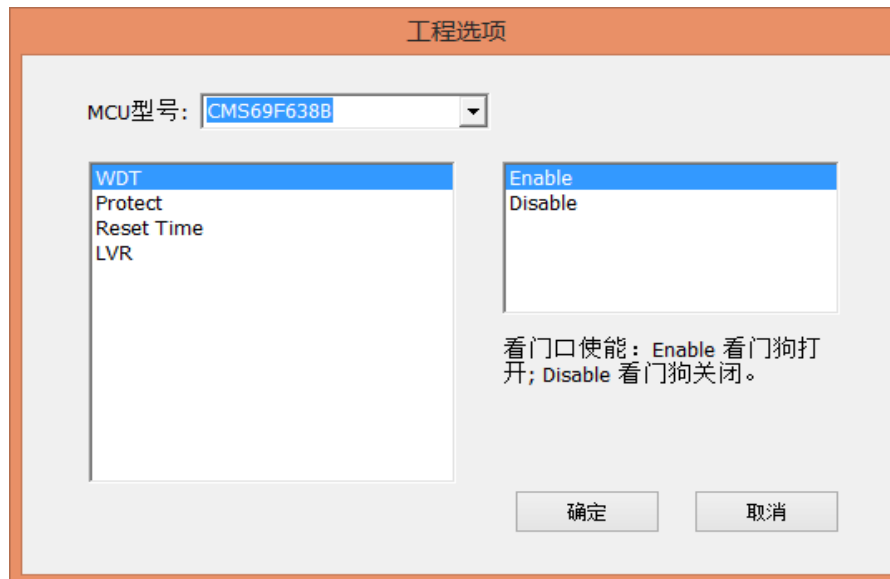 工程选项
MCU型号: CMS69F638B
WDT
Protect
Reset Time
LVR
Enable
Disable
看门口使能: Enable 看门狗打
开; Disable 看门狗关闭。
确定
取消